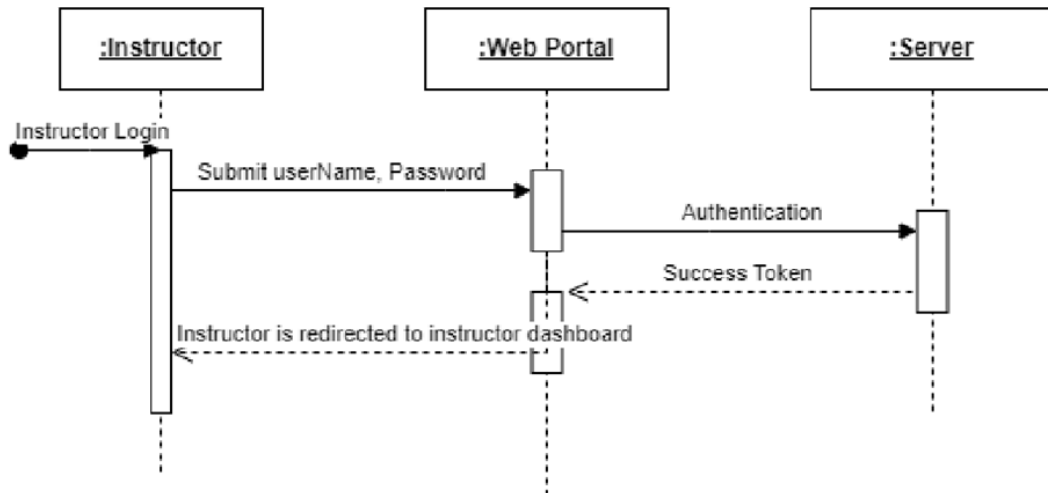 :Instructor
:Web Portal
:Server
Instructor Login
Submit userName, Password
Authentication
Success Token
Instructor is redirected to instructor dashboard